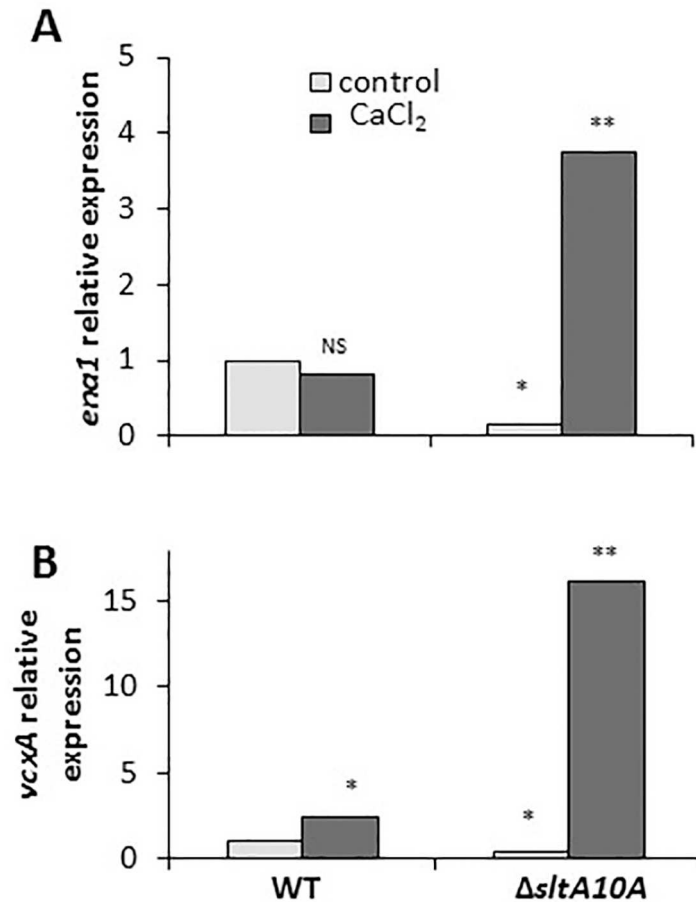 A
5
4
3
2
1
0
ena1 relative expression
control
CaCl₂
NS
*
**
B
15
10
5
0
vcxA relative
expression
*
*
**
WT
ΔsltA10A